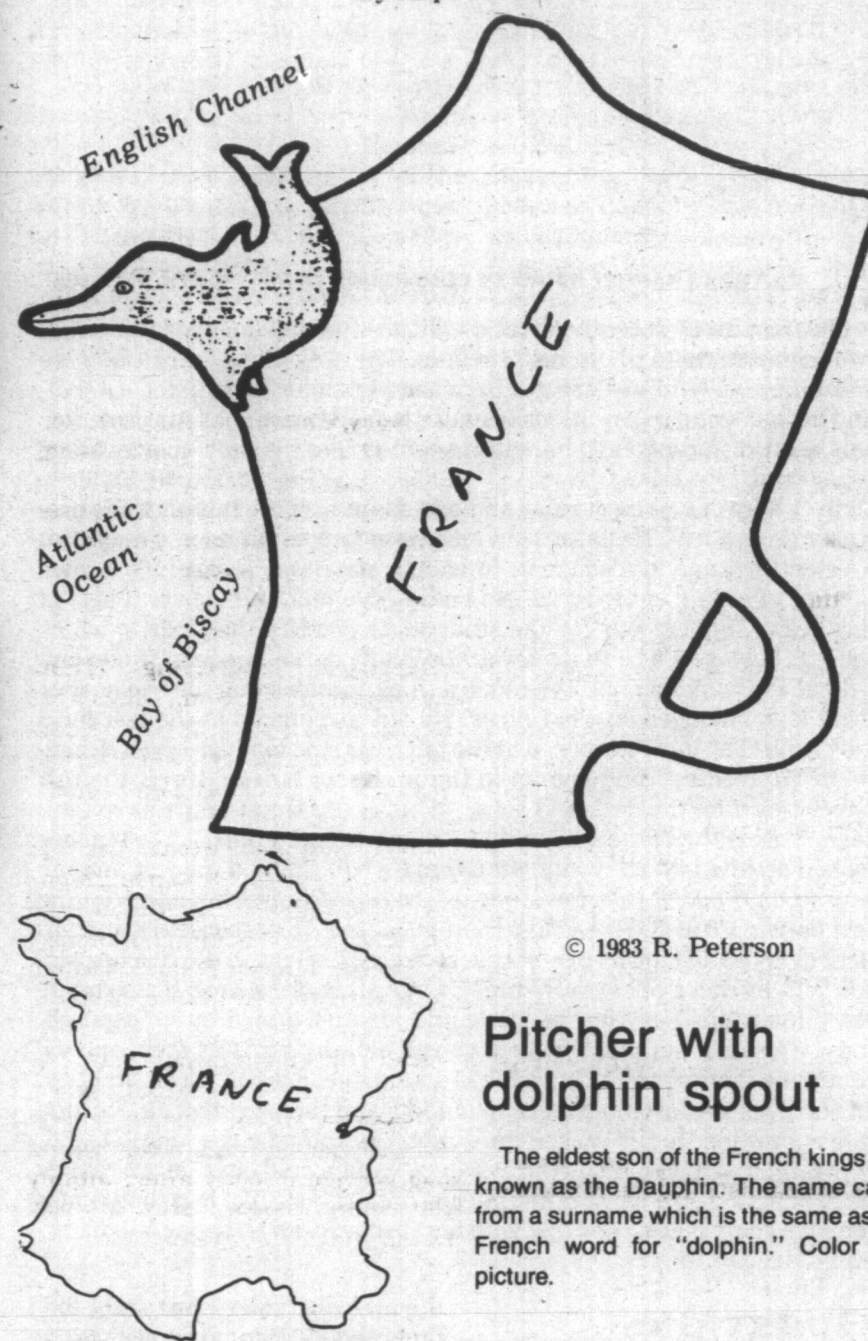 English Channel
FRANCE
Atlantic
Ocean
Bay of Biscay
© 1983 R. Peterson
FRANCE
Pitcher with
dolphin spout
The eldest son of the French kings
known as the Dauphin. The name
from a surname which is the same as
French word for “dolphin.” Color
picture.